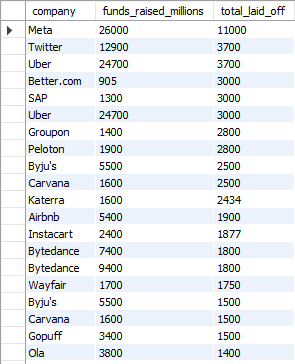 company funds_raised_millions total_laid_off
Meta 26000 11000
Twitter 12900 3700
Uber 24700 3700
Better.com 905 3000
SAP 1300 3000
Uber 24700 3000
Groupon 1400 2800
Peloton 1900 2800
Byju's 5500 2500
Carvana 1600 2500
Katerra 1600 2434
Airbnb 5400 1900
Instacart 2400 1877
Bytedance 7400 1800
Bytedance 9400 1800
Wayfair 1700 1750
Byju's 5500 1500
Carvana 1600 1500
Gopuff 3400 1500
Ola 3800 1400